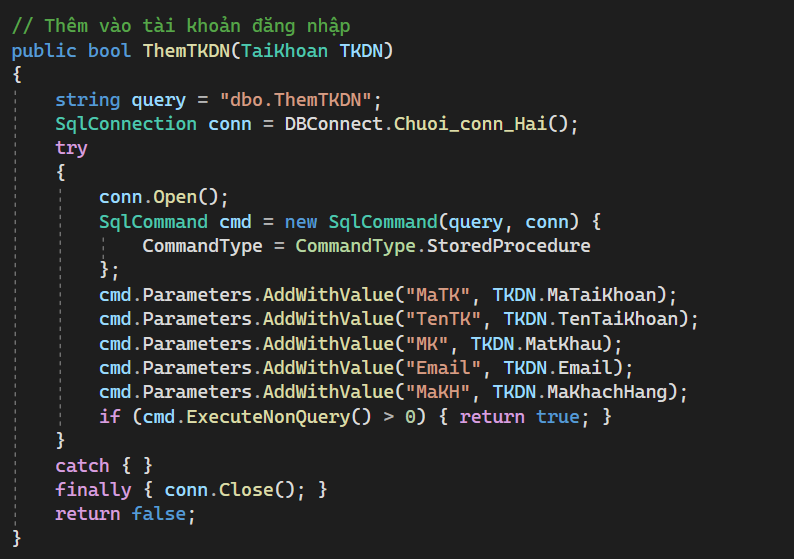 // Thêm vào tài khoản đăng nhập
public bool ThemTKDN(TaiKhoan TKDN)
{
    string query = "dbo.ThemTKDN";
    SqlConnection conn = DBConnect.Chuoi_conn_Hai();
    try
    {
        conn.Open();
        SqlCommand cmd = new SqlCommand(query, conn) {
            CommandType = CommandType.StoredProcedure
        };
        cmd.Parameters.AddWithValue("MaTK", TKDN.MaTaiKhoan);
        cmd.Parameters.AddWithValue("TenTK", TKDN.TenTaiKhoan);
        cmd.Parameters.AddWithValue("MK", TKDN.MatKhau);
        cmd.Parameters.AddWithValue("Email", TKDN.Email);
        cmd.Parameters.AddWithValue("MaKH", TKDN.MaKhachHang);
        if (cmd.ExecuteNonQuery() > 0) { return true; }
    }
    catch { }
    finally { conn.Close(); }
    return false;
}